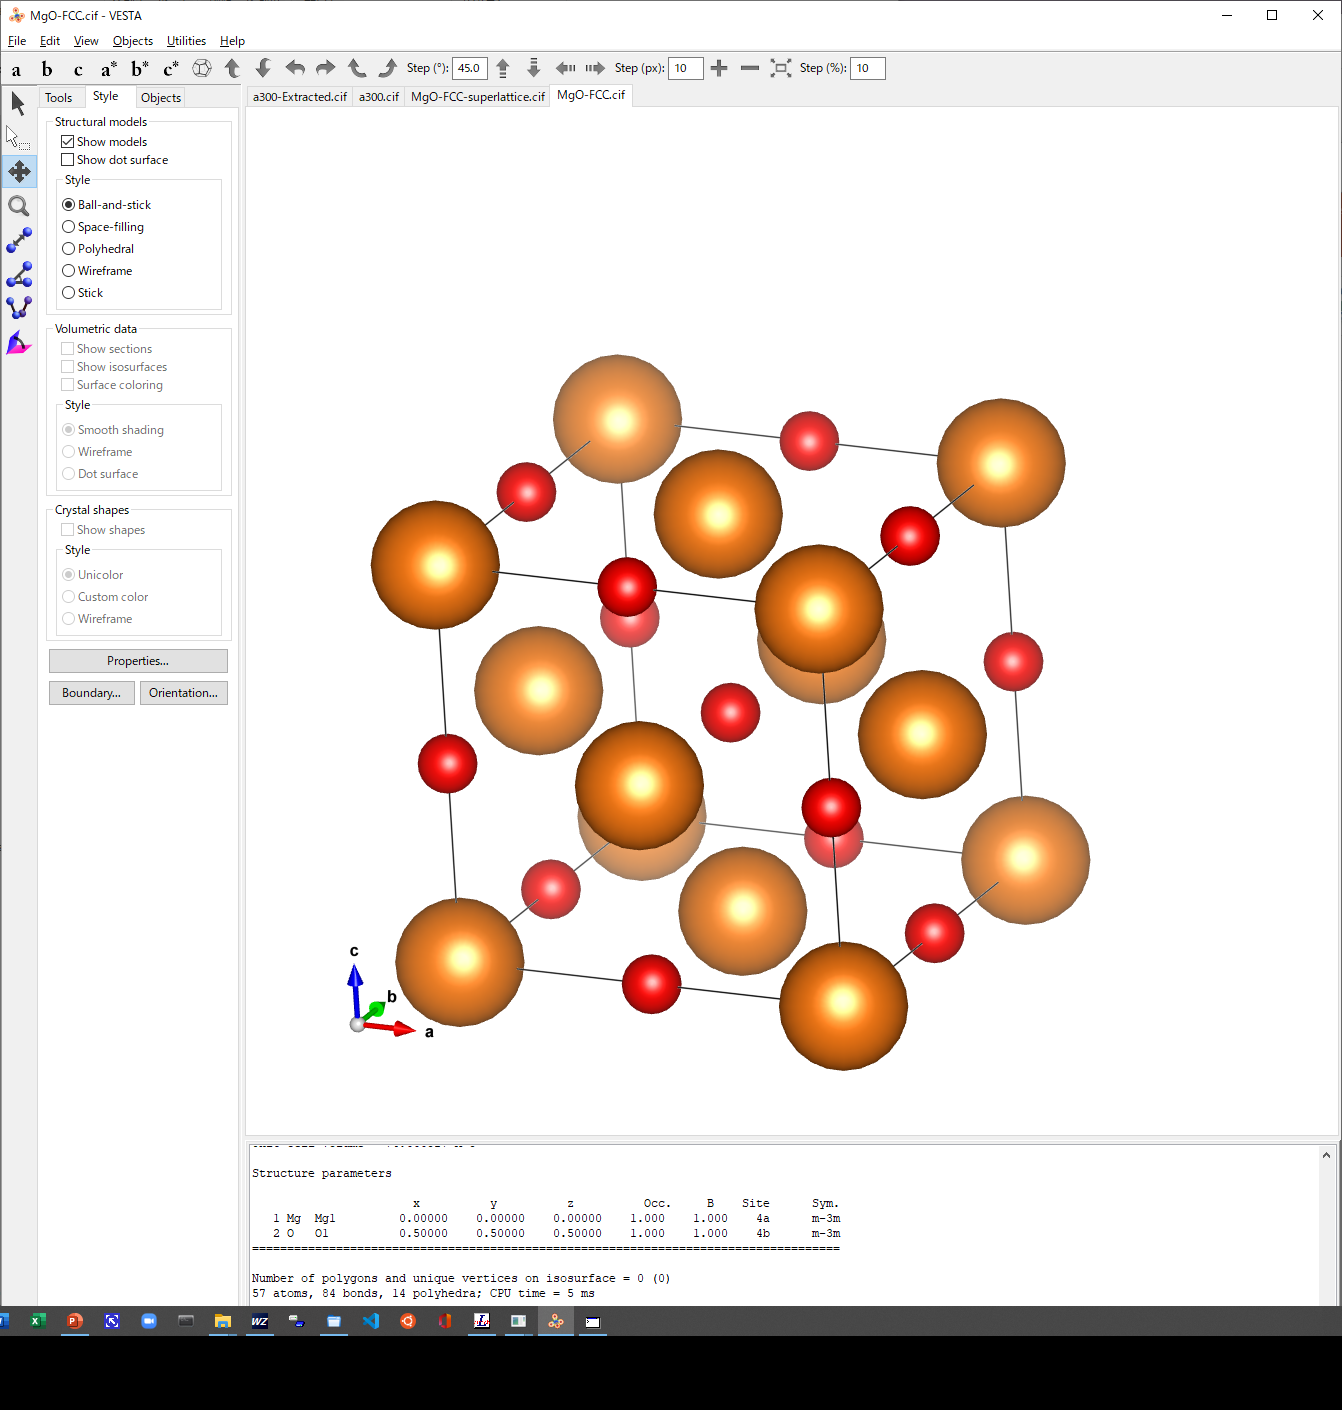 MgO-FCC.cif - VESTA
File Edit View Objects Utilities Help
a b c a* b* c* Step (°): 45.0 Step (px): 10 Step (%): 10
Tools Style Objects
a300-Extracted.cif a300.cif MgO-FCC-superlattice.cif MgO-FCC.cif
Structural models
Show models
Show dot surface
Style
Ball-and-stick
Space-filling
Polyhedral
Wireframe
Stick
Volumetric data
Show sections
Show isosurfaces
Surface coloring
Style
Smooth shading
Wireframe
Dot surface
Crystal shapes
Show shapes
Style
Unicolor
Custom color
Wireframe
Properties...
Boundary... Orientation...
c
b
a
Structure parameters
x y z Occ. B Site Sym.
1 Mg Mg1 0.00000 0.00000 0.00000 1.000 1.000 4a m-3m
2 O O1 0.50000 0.50000 0.50000 1.000 1.000 4b m-3m
====================================================================================
Number of polygons and unique vertices on isosurface = 0 (0)
57 atoms, 84 bonds, 14 polyhedra; CPU time = 5 ms
WZ